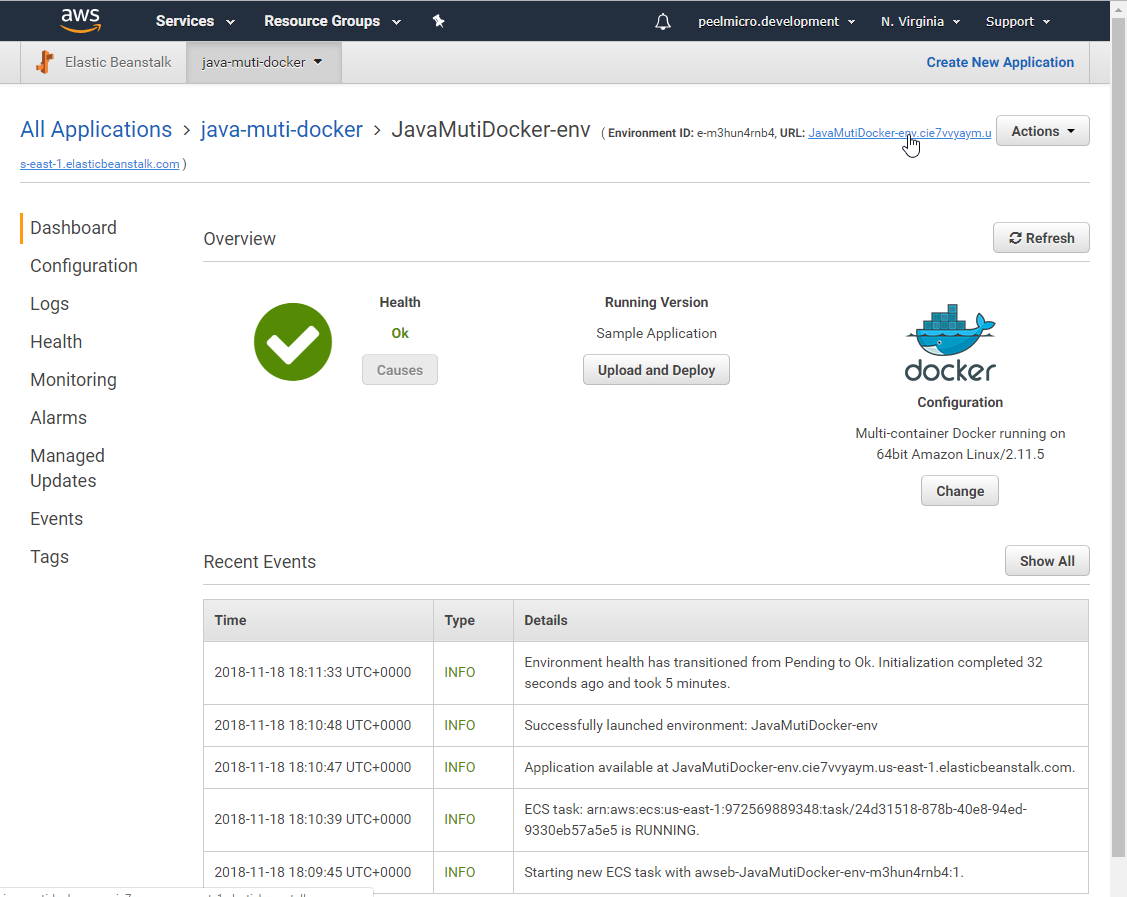 aws Services Resource Groups peelmicro.development N. Virginia Support
Elastic Beanstalk java-muti-docker Create New Application
All Applications > java-muti-docker > JavaMutiDocker-env ( Environment ID: e-m3hun4rnb4, URL: JavaMutiDocker-env.cie7vvyaym.u Actions
s-east-1.elasticbeanstalk.com )
Dashboard
Configuration
Logs
Health
Monitoring
Alarms
Managed
Updates
Events
Tags
Overview Refresh
Health
Ok
Causes
Running Version
Sample Application
Upload and Deploy
docker
Configuration
Multi-container Docker running on
64bit Amazon Linux/2.11.5
Change
Recent Events Show All
Time Type Details
2018-11-18 18:11:33 UTC+0000 INFO Environment health has transitioned from Pending to Ok. Initialization completed 32
seconds ago and took 5 minutes.
2018-11-18 18:10:48 UTC+0000 INFO Successfully launched environment: JavaMutiDocker-env
2018-11-18 18:10:47 UTC+0000 INFO Application available at JavaMutiDocker-env.cie7vvyaym.us-east-1.elasticbeanstalk.com.
2018-11-18 18:10:39 UTC+0000 INFO ECS task: arn:aws:ecs:us-east-1:972569889348:task/24d31518-878b-40e8-94ed-
9330eb57a5e5 is RUNNING.
2018-11-18 18:09:45 UTC+0000 INFO Starting new ECS task with awseb-JavaMutiDocker-env-m3hun4rnb4:1.